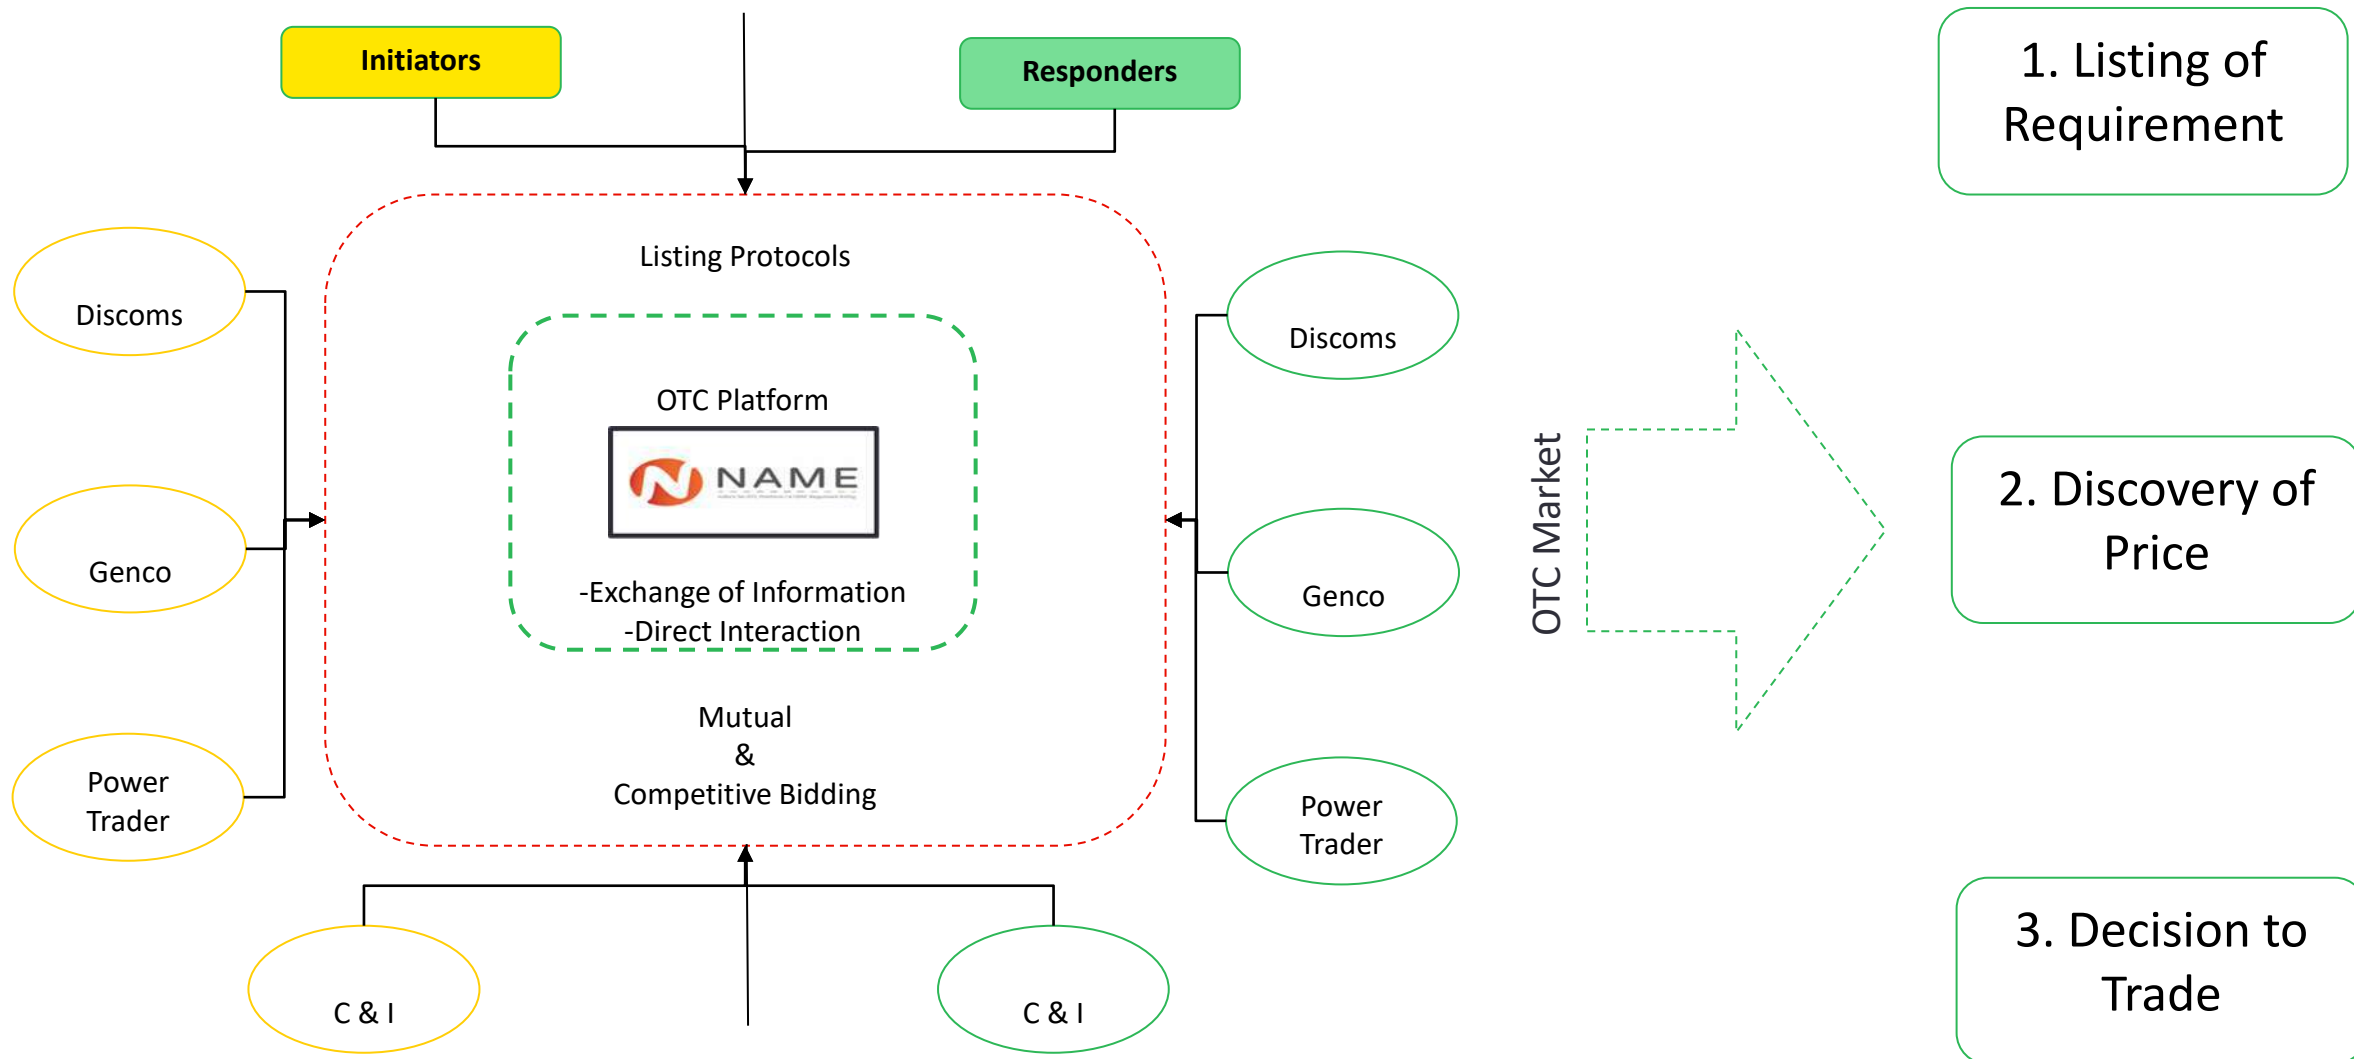 Initiators
Responders
Listing Protocols
Discoms
Genco
Power
Trader
OTC Platform
NAME
-Exchange of Information
-Direct Interaction
Mutual
&
Competitive Bidding
Discoms
Genco
Power
Trader
C & I
C & I
OTC Market
1. Listing of
Requirement
2. Discovery of
Price
3. Decision to
Trade